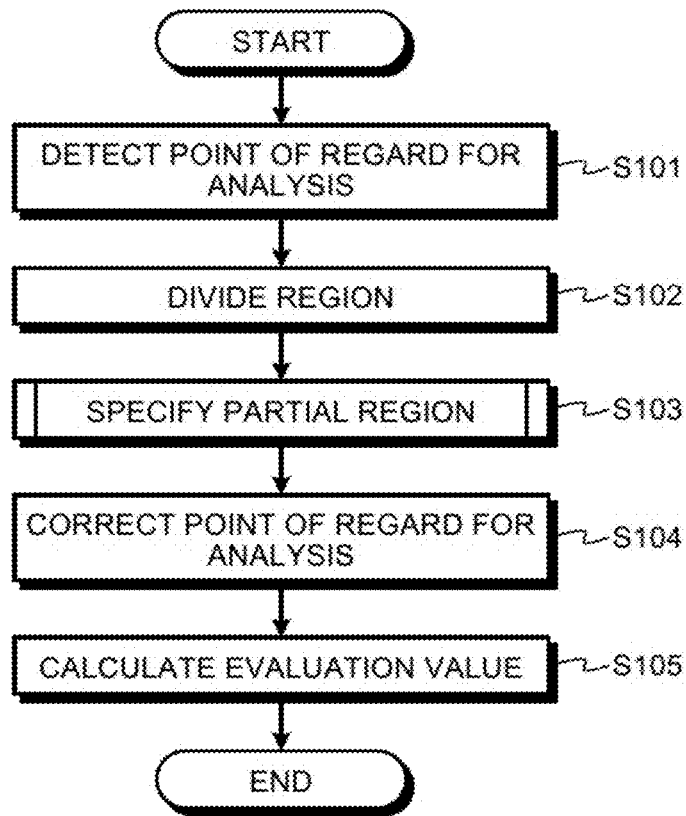 START
DETECT POINT OF REGARD FOR
ANALYSIS
S101
DIVIDE REGION
S102
SPECIFY PARTIAL REGION
S103
CORRECT POINT OF REGARD FOR
ANALYSIS
S104
CALCULATE EVALUATION VALUE
S105
END